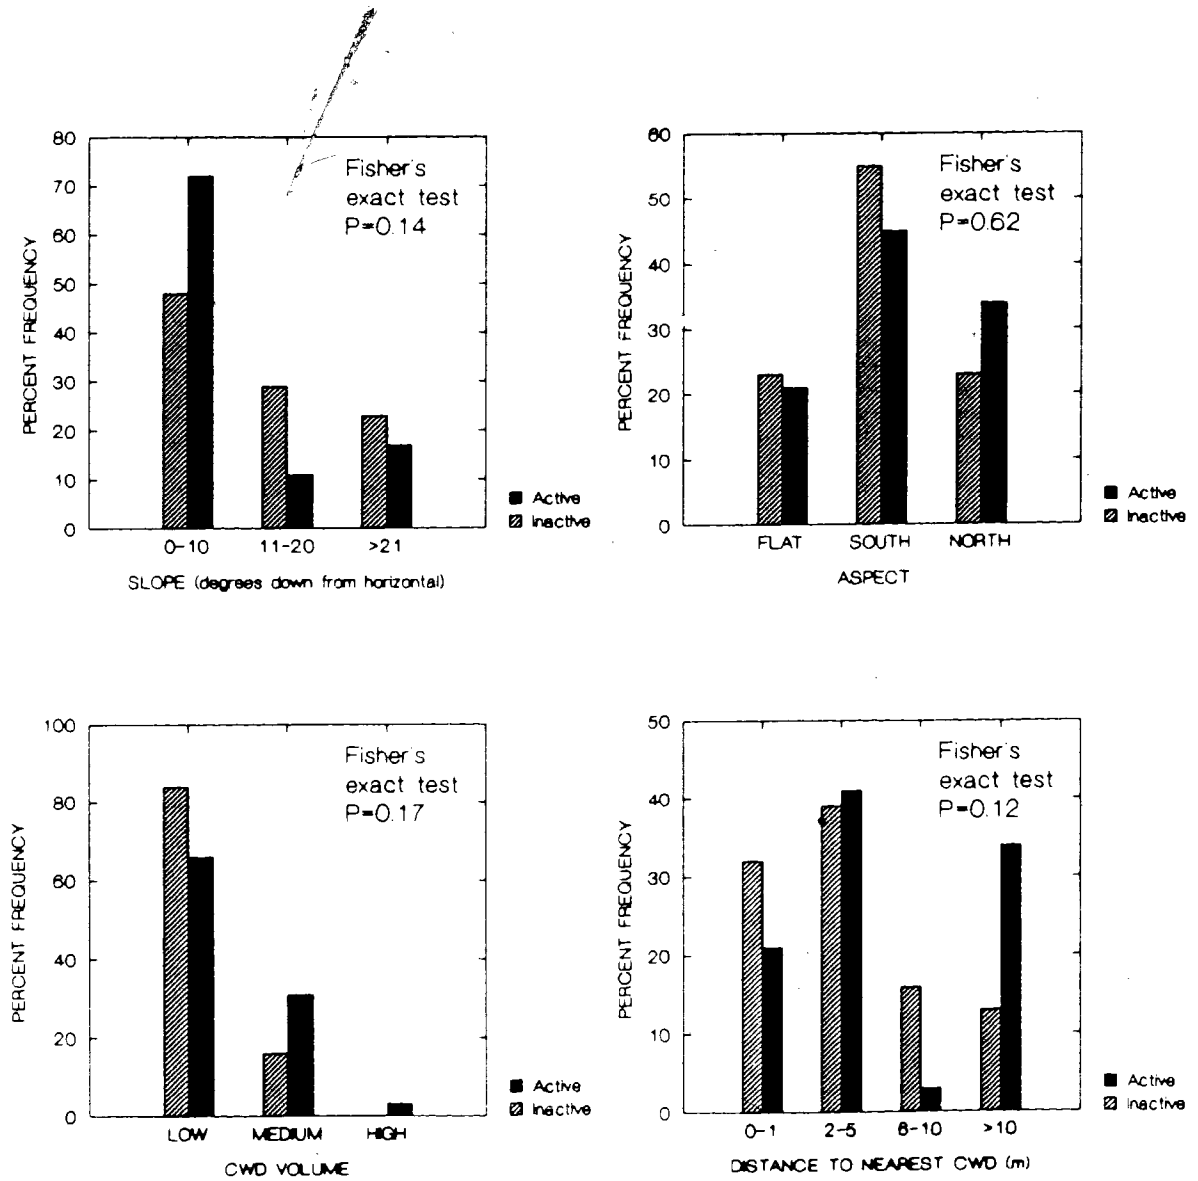 80
70
60
50
40
30
20
10
0
PERCENT FREQUENCY
Fisher's
exact test
P=0.14
0-10 11-20 >21
SLOPE (degrees down from horizontal)
Active
Inactive
60
50
40
30
20
10
0
PERCENT FREQUENCY
Fisher's
exact test
P=0.62
FLAT SOUTH NORTH
ASPECT
Active
Inactive
100
80
60
40
20
0
PERCENT FREQUENCY
Fisher's
exact test
P=0.17
LOW MEDIUM HIGH
CWD VOLUME
Active
Inactive
50
40
30
20
10
0
PERCENT FREQUENCY
Fisher's
exact test
P=0.12
0-1 2-5 6-10 >10
DISTANCE TO NEAREST CWD (m)
Active
Inactive